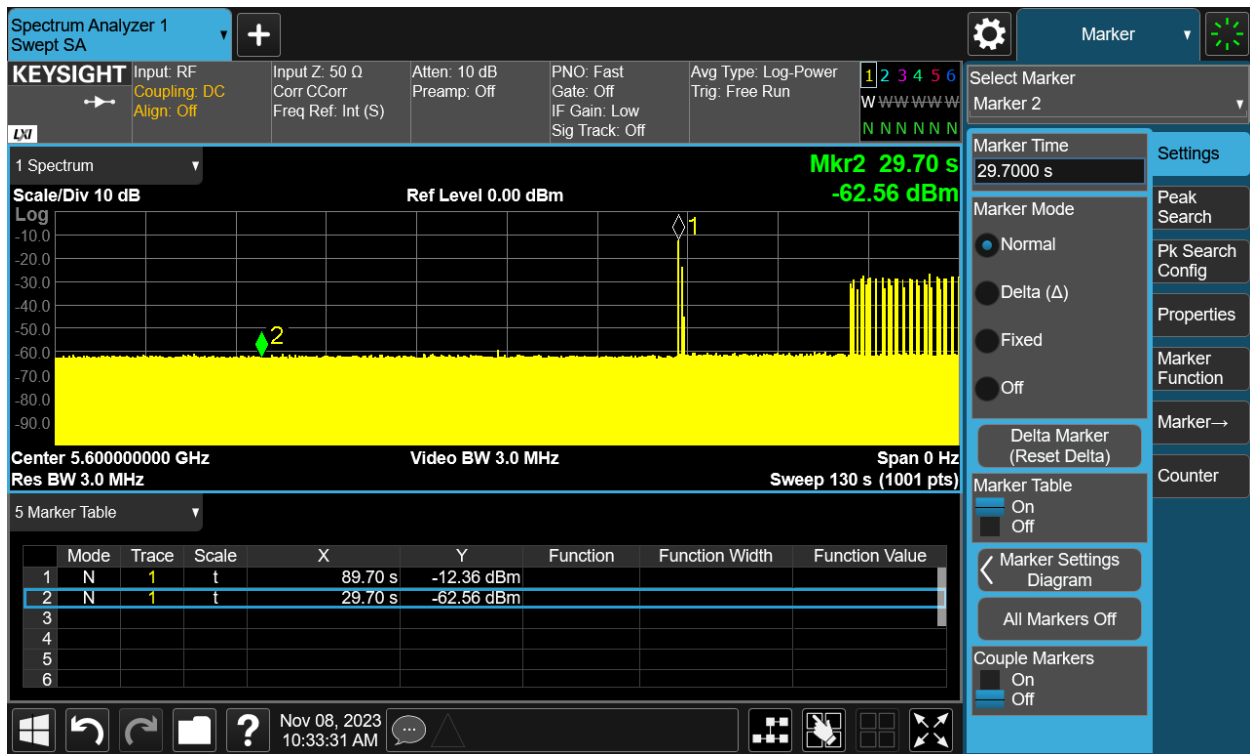 Spectrum Analyzer 1
Swept SA
Marker
KEYSIGHT
LXI
Input: RF
Coupling: DC
Align: Off
Input Z: 50 Ω
Corr CCorr
Freq Ref: Int (S)
Atten: 10 dB
Preamp: Off
PNO: Fast
Gate: Off
IF Gain: Low
Sig Track: Off
Avg Type: Log-Power
Trig: Free Run
1 2 3 4 5 6
W W W W W W
N N N N N N
Select Marker
Marker 2
1 Spectrum
Mkr2 29.70 s
Scale/Div 10 dB
Ref Level 0.00 dBm
-62.56 dBm
Log
-10.0
-20.0
-30.0
-40.0
-50.0
-60.0
-70.0
-80.0
-90.0
1
2
Center 5.600000000 GHz
Video BW 3.0 MHz
Span 0 Hz
Res BW 3.0 MHz
Sweep 130 s (1001 pts)
5 Marker Table
Mode Trace Scale X Y Function Function Width Function Value
1 N 1 t 89.70 s -12.36 dBm
2 N 1 t 29.70 s -62.56 dBm
3
4
5
6
Marker Time
29.7000 s
Marker Mode
Normal
Delta (Δ)
Fixed
Off
Delta Marker
(Reset Delta)
Marker Table
On
Off
Marker Settings
Diagram
All Markers Off
Couple Markers
On
Off
Settings
Peak
Search
Pk Search
Config
Properties
Marker
Function
Marker→
Counter
?
Nov 08, 2023
10:33:31 AM